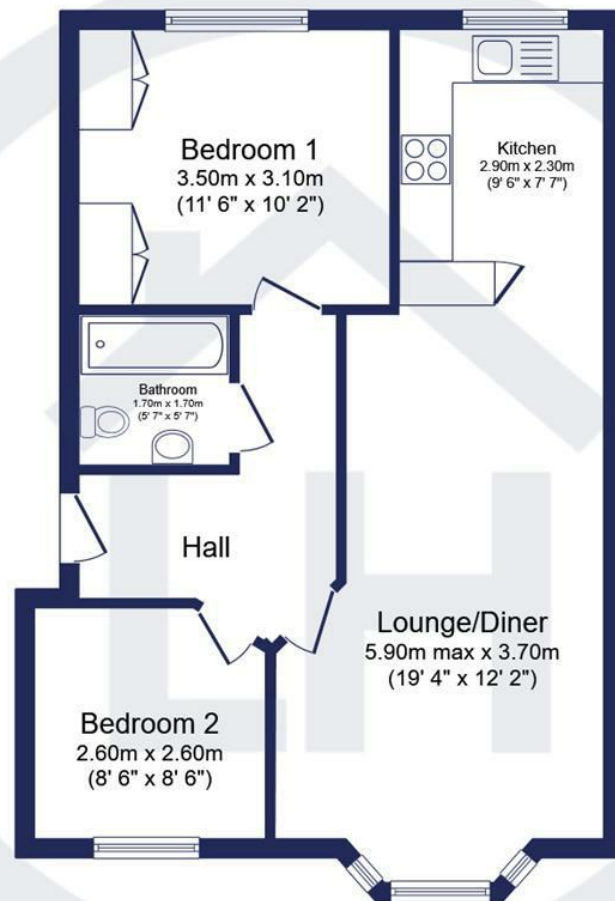 Bedroom 1
3.50m x 3.10m
(11' 6" x 10' 2")
Kitchen
2.90m x 2.30m
(9' 6" x 7' 7")
Bathroom
1.70m x 1.70m
(5' 7" x 5' 7")
Hall
Lounge/Diner
5.90m max x 3.70m
(19' 4" x 12' 2")
Bedroom 2
2.60m x 2.60m
(8' 6" x 8' 6")
LH